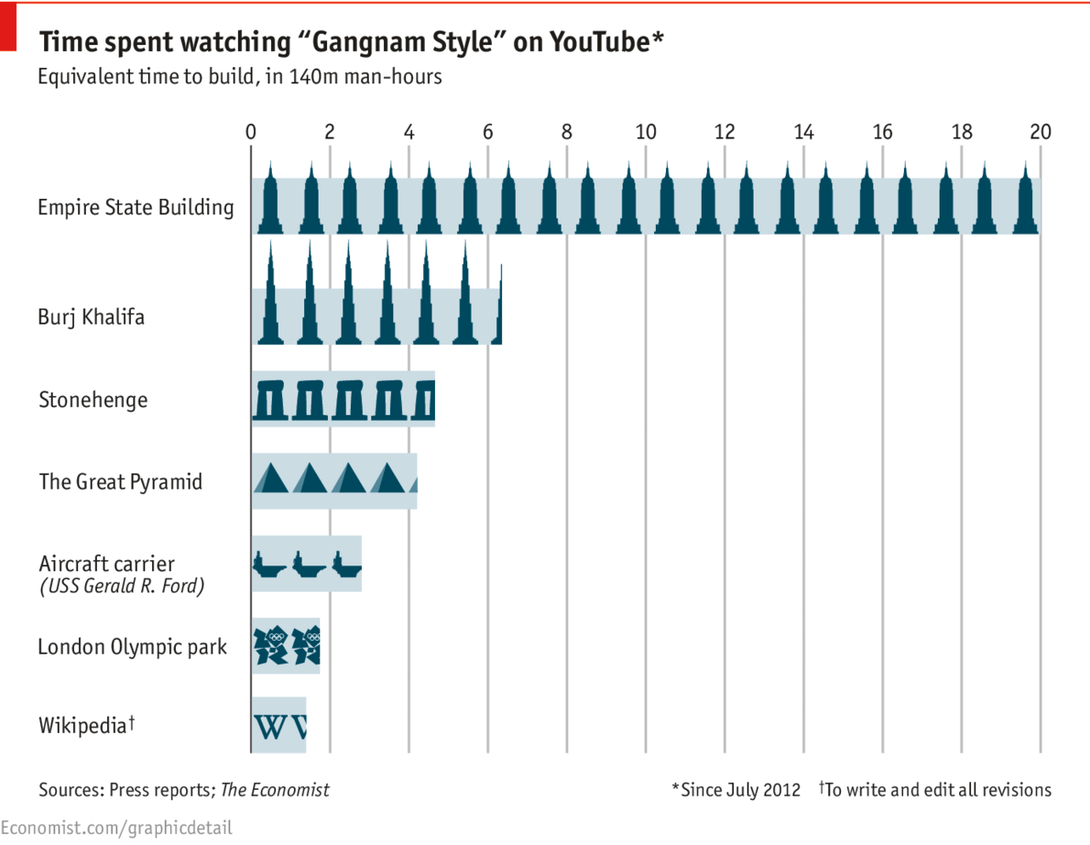 Time spent watching “Gangnam Style” on YouTube*
Equivalent time to build, in 140m man-hours
0 2 4 6 8 10 12 14 16 18 20
Empire State Building
Burj Khalifa
Stonehenge
The Great Pyramid
Aircraft carrier
(USS Gerald R. Ford)
London Olympic park
Wikipedia†
Sources: Press reports; The Economist
*Since July 2012 †To write and edit all revisions
Economist.com/graphicdetail